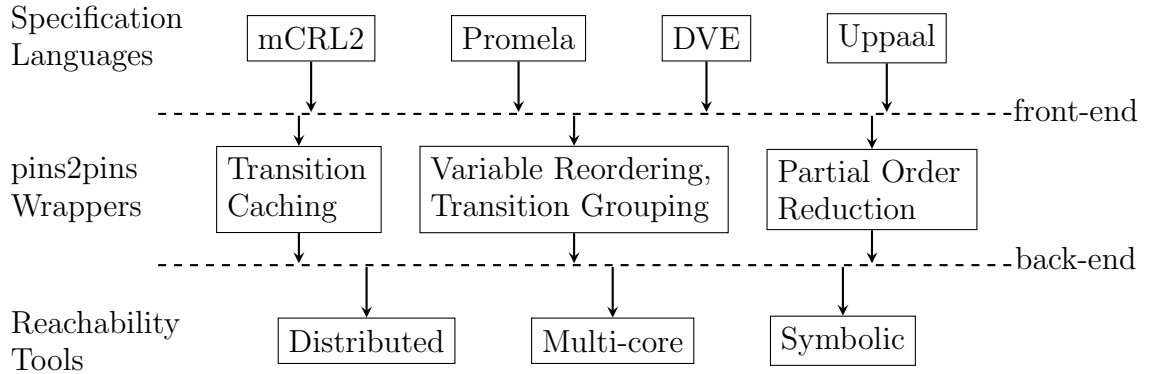 Specification
Languages
mCRL2
Promela
DVE
Uppaal
front-end
pins2pins
Wrappers
Transition
Caching
Variable Reordering,
Transition Grouping
Partial Order
Reduction
back-end
Reachability
Tools
Distributed
Multi-core
Symbolic